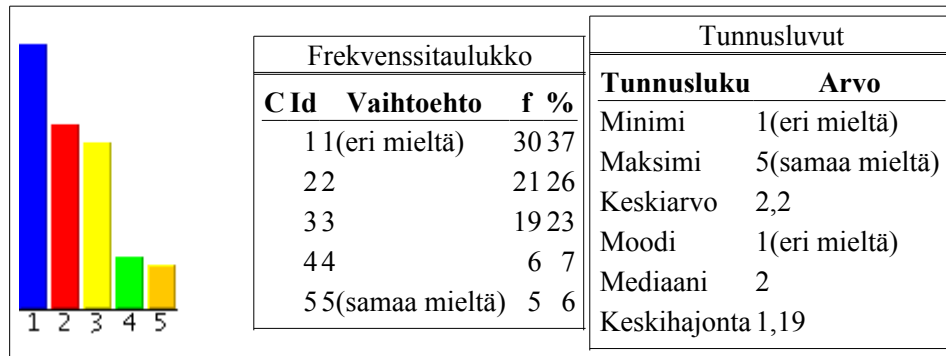 1 2 3 4 5
Frekvenssitaulukko
C Id Vaihtoehto f %
1 1(eri mieltä) 30 37
2 2 21 26
3 3 19 23
4 4 6 7
5 5(samaa mieltä) 5 6
Tunnusluvut
Tunnusluku Arvo
Minimi 1(eri mieltä)
Maksimi 5(samaa mieltä)
Keskiarvo 2,2
Moodi 1(eri mieltä)
Mediaani 2
Keskihajonta 1,19